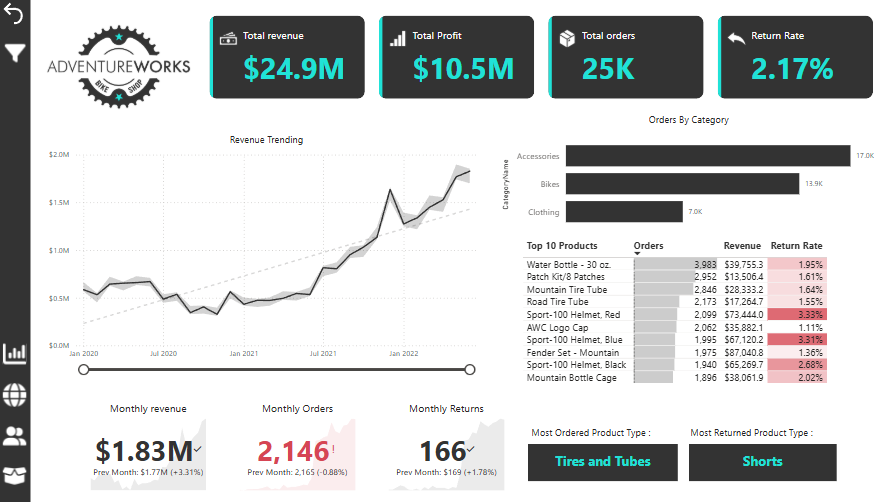 ADVENTUREWORKS
BIKE SHOP
Total revenue
$24.9M
Total Profit
$10.5M
Total orders
25K
Return Rate
2.17%
Revenue Trending
$2.0M
$1.5M
$1.0M
$0.5M
$0.0M
Jan 2020
Jul 2020
Jan 2021
Jul 2021
Jan 2022
Orders By Category
CategoryName
Accessories
17.0K
Bikes
13.9K
Clothing
7.0K
Top 10 Products Orders Revenue Return Rate
Water Bottle - 30 oz. 3,983 $39,755.3 1.95%
Patch Kit/8 Patches 2,952 $13,506.4 1.61%
Mountain Tire Tube 2,846 $28,333.2 1.64%
Road Tire Tube 2,173 $17,264.7 1.55%
Sport-100 Helmet, Red 2,099 $73,444.0 3.33%
AWC Logo Cap 2,062 $35,882.1 1.11%
Sport-100 Helmet, Blue 1,995 $67,120.2 3.31%
Fender Set - Mountain 1,975 $87,040.8 1.36%
Sport-100 Helmet, Black 1,940 $65,269.7 2.68%
Mountain Bottle Cage 1,896 $38,061.9 2.02%
Monthly revenue
$1.83M
Prev Month: $1.77M (+3.31%)
Monthly Orders
2,146!
Prev Month: 2,165 (-0.88%)
Monthly Returns
166
Prev Month: $169 (+1.78%)
Most Ordered Product Type :
Tires and Tubes
Most Returned Product Type :
Shorts